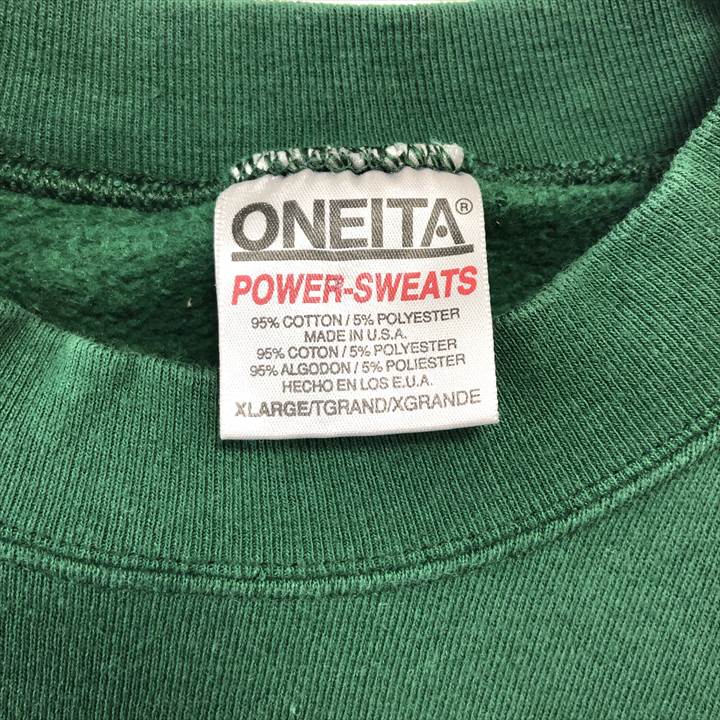 ONEITA®
POWER-SWEATS
95% COTTON / 5% POLYESTER
MADE IN U.S.A.
95% COTON / 5% POLYESTER
95% ALGODON / 5% POLIESTER
HECHO EN LOS E.U.A.
XLARGE/TGRAND/XGRANDE